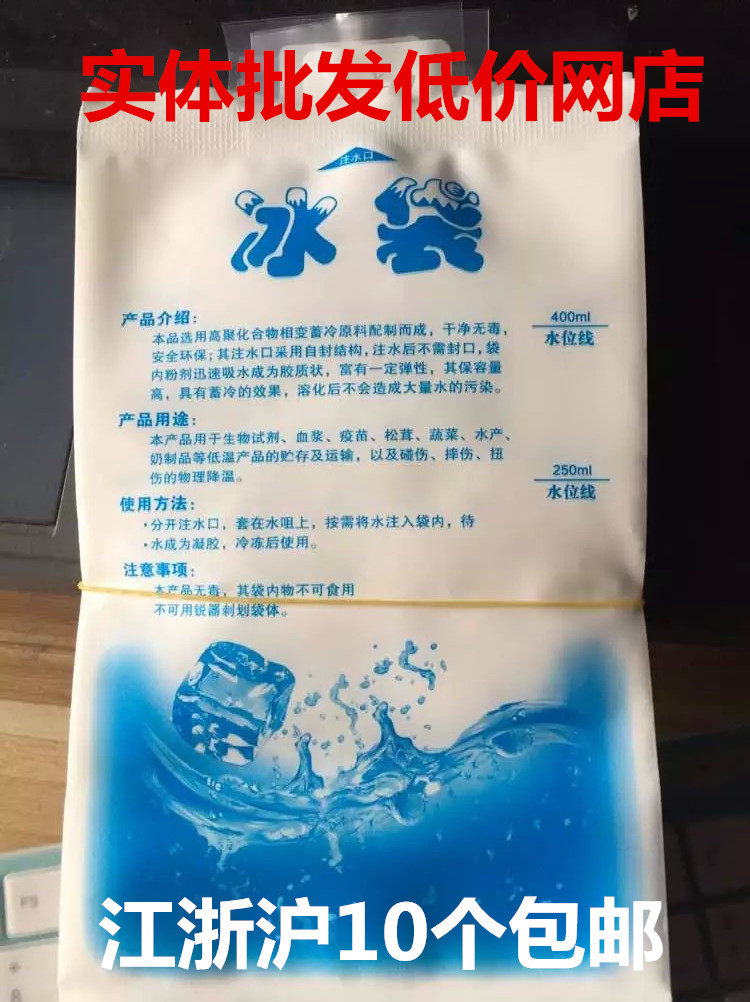 实体批发低价网店
注水口
冰袋
产品介绍：
本品选用高聚化合物相变蓄冷原料配制而成，干净无毒，
安全环保；其注水口采用自封结构，注水后不需封口，袋
内粉剂迅速吸水成为胶质状，富有一定弹性，其保容量
高，具有蓄冷的效果，溶化后不会造成大量水的污染。
400ml
水位线
产品用途：
本产品用于生物试剂、血浆、疫苗、松茸、蔬菜、水产、
奶制品等低温产品的贮存及运输，以及碰伤、摔伤、扭
伤的物理降温。
250ml
水位线
使用方法：
·分开注水口，套在水咀上，按需将水注入袋内，待
·水成为凝胶，冷冻后使用。
注意事项：
本产品无毒，其袋内物不可食用
不可用锐器刺划袋体。
江浙沪10个包邮